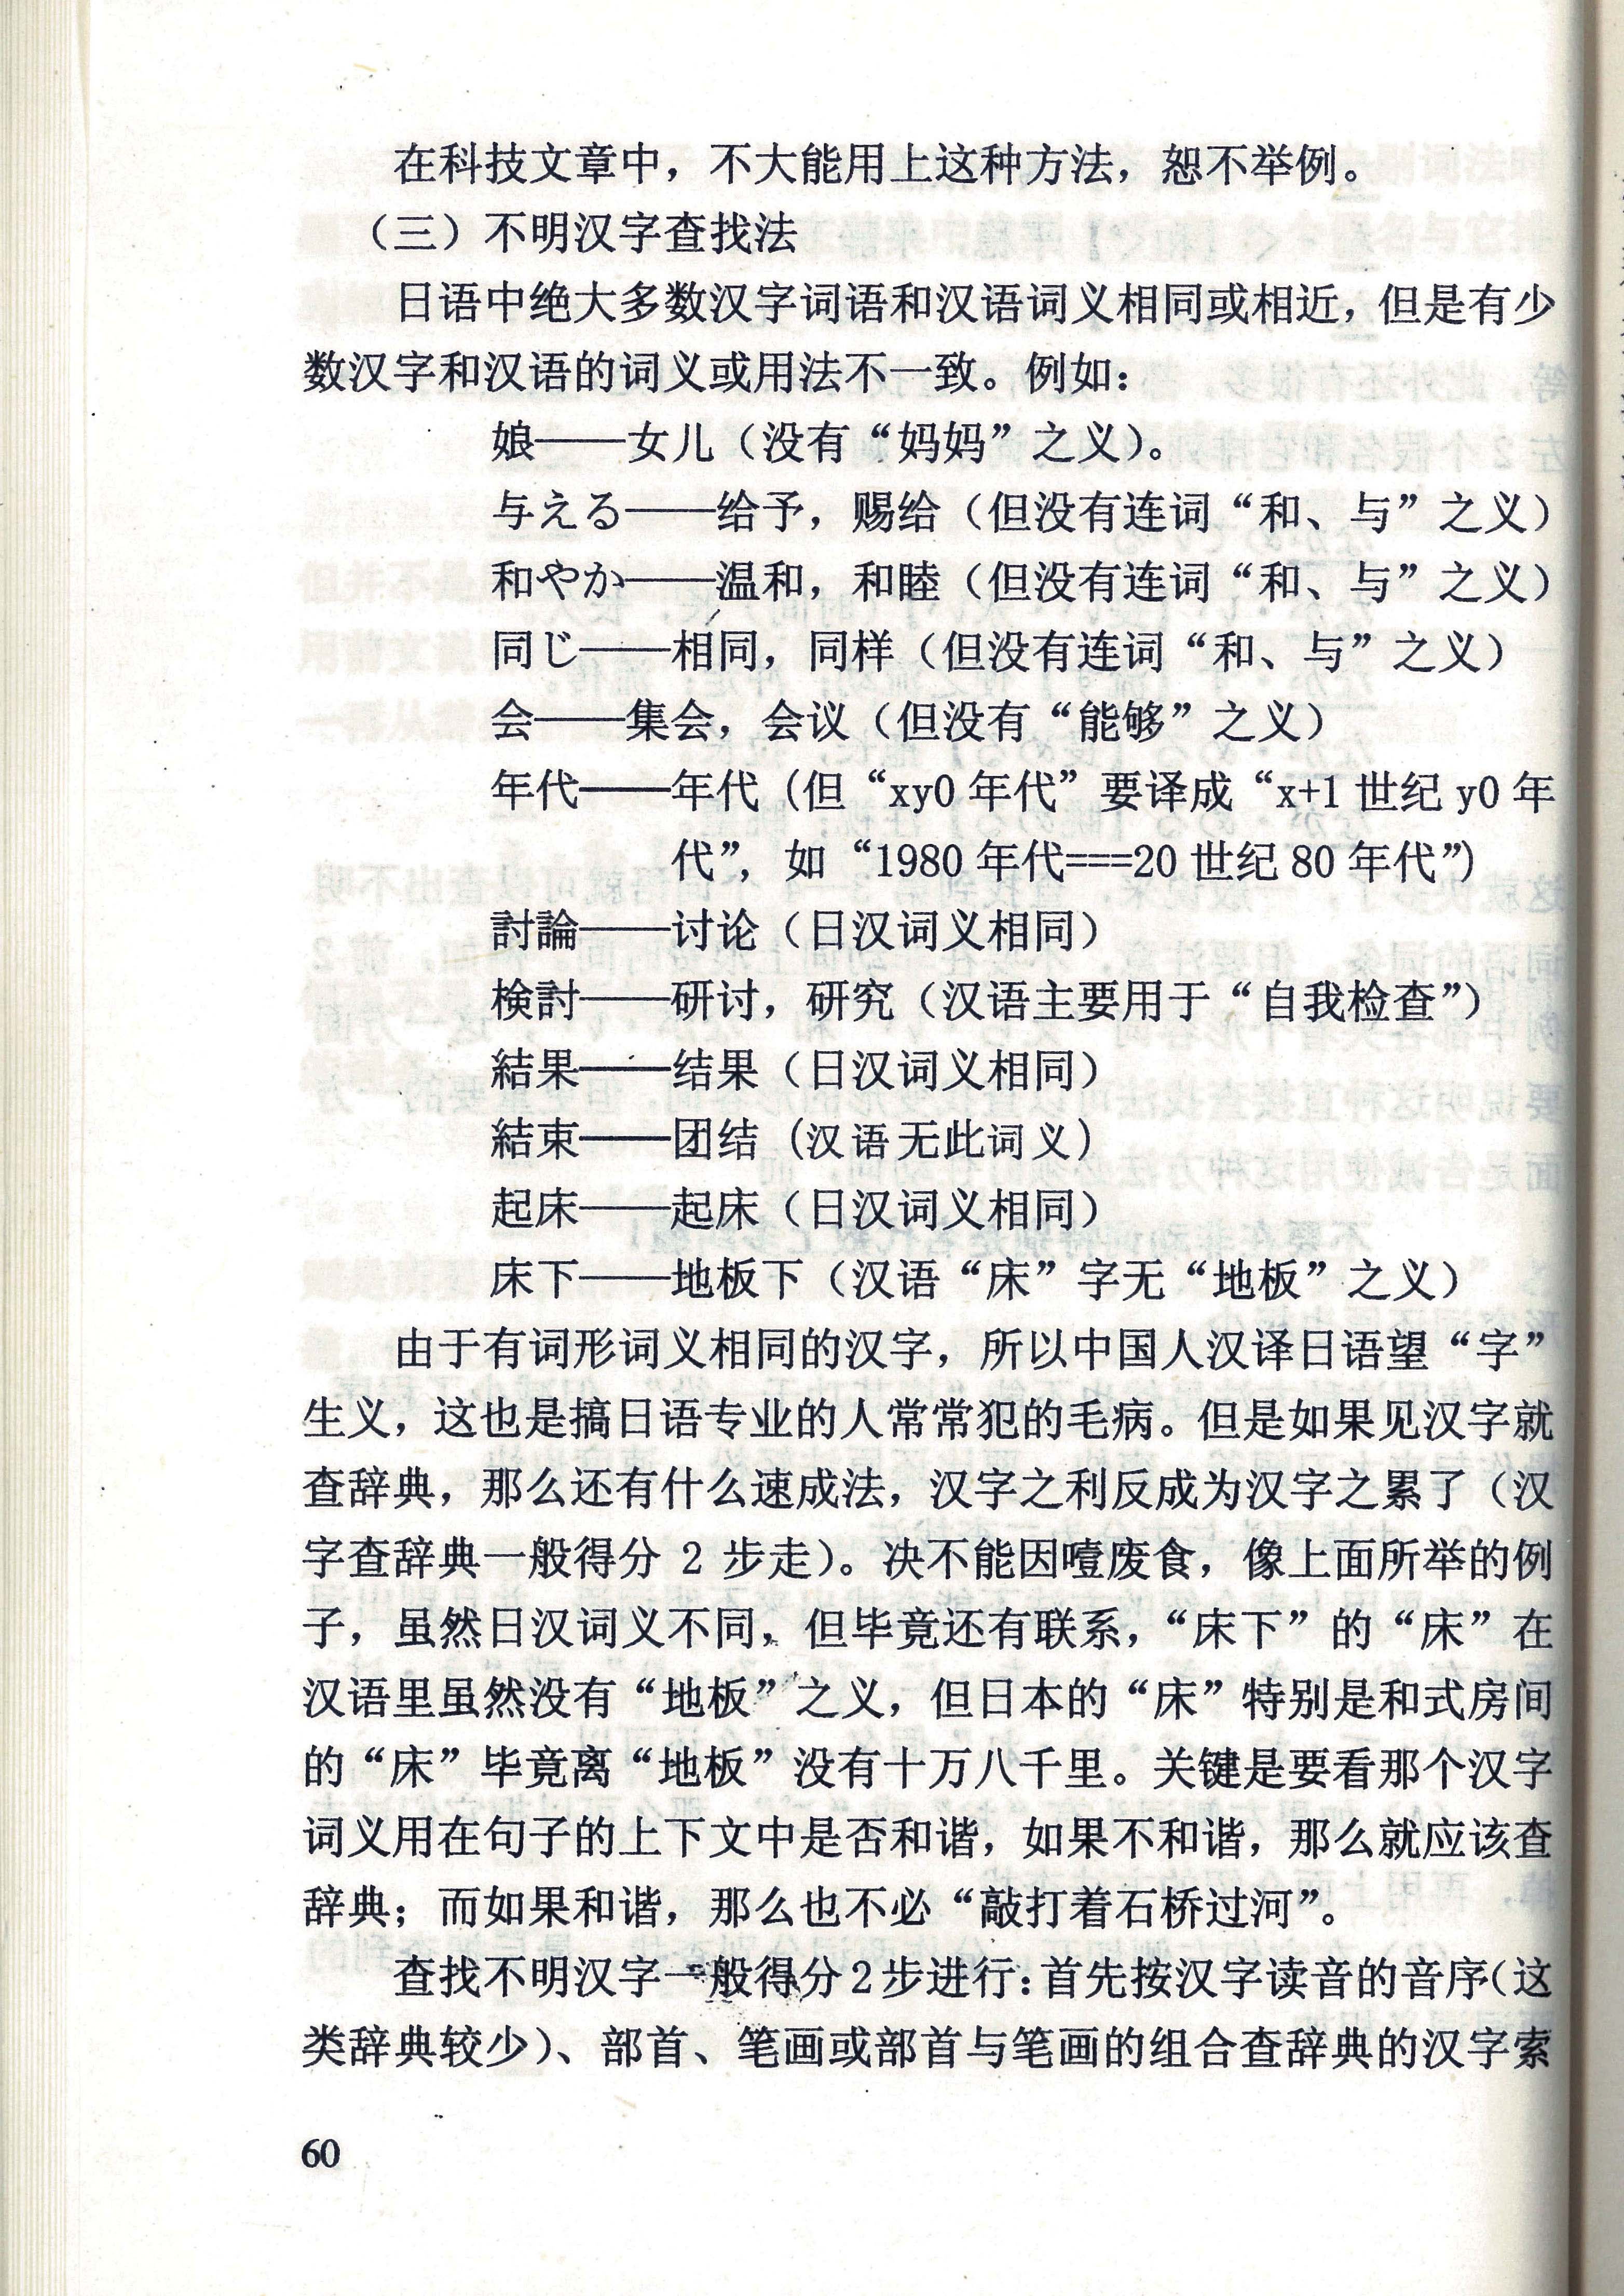 在科技文章中，不大能用上这种方法，恕不举例。
（三）不明汉字查找法
日语中绝大多数汉字词语和汉语词义相同或相近，但是有少
数汉字和汉语的词义或用法不一致。例如：
娘——女儿（没有“妈妈”之义）。
与える——给予，赐给（但没有连词“和、与”之义）
和やか——温和，和睦（但没有连词“和、与”之义）
同じ——相同，同样（但没有连词“和、与”之义）
会——集会，会议（但没有“能够”之义）
年代——年代（但“xy0 年代”要译成“x+1 世纪 y0 年
代”，如“1980 年代===20 世纪 80 年代”）
討論——讨论（日汉词义相同）
検討——研讨，研究（汉语主要用于“自我检查”）
結果——结果（日汉词义相同）
結束——团结（汉语无此词义）
起床——起床（日汉词义相同）
床下——地板下（汉语“床”字无“地板”之义）
由于有词形词义相同的汉字，所以中国人汉译日语望“字”
生义，这也是搞日语专业的人常常犯的毛病。但是如果见汉字就
查辞典，那么还有什么速成法，汉字之利反成为汉字之累了（汉
字查辞典一般得分 2 步走）。决不能因噎废食，像上面所举的例
子，虽然日汉词义不同，但毕竟还有联系，“床下”的“床”在
汉语里虽然没有“地板”之义，但日本的“床”特别是和式房间
的“床”毕竟离“地板”没有十万八千里。关键是要看那个汉字
词义用在句子的上下文中是否和谐，如果不和谐，那么就应该查
辞典；而如果和谐，那么也不必“敲打着石桥过河”。
查找不明汉字一般得分 2 步进行：首先按汉字读音的音序（这
类辞典较少）、部首、笔画或部首与笔画的组合查辞典的汉字索
60